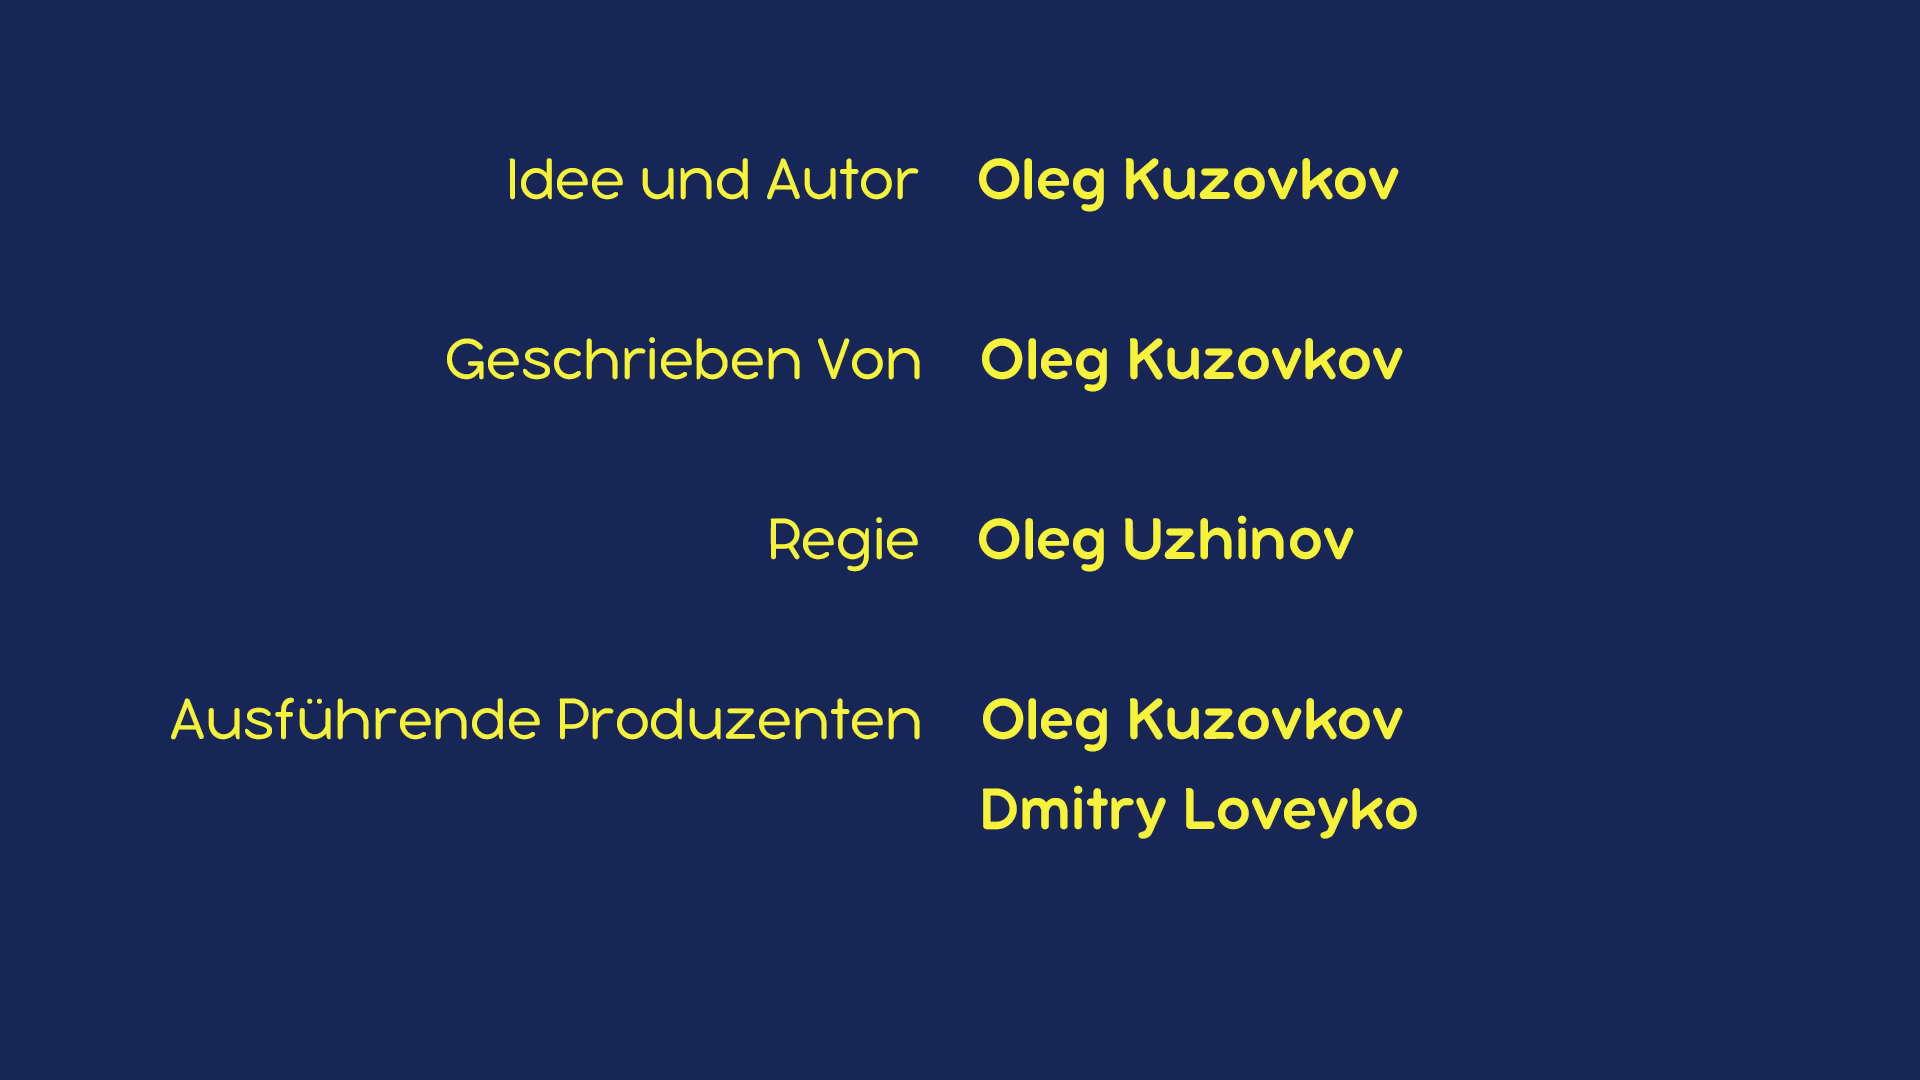 Idee und Autor Oleg Kuzovkov
Geschrieben Von Oleg Kuzovkov
Regie Oleg Uzhinov
Ausführende Produzenten Oleg Kuzovkov
Dmitry Loveyko